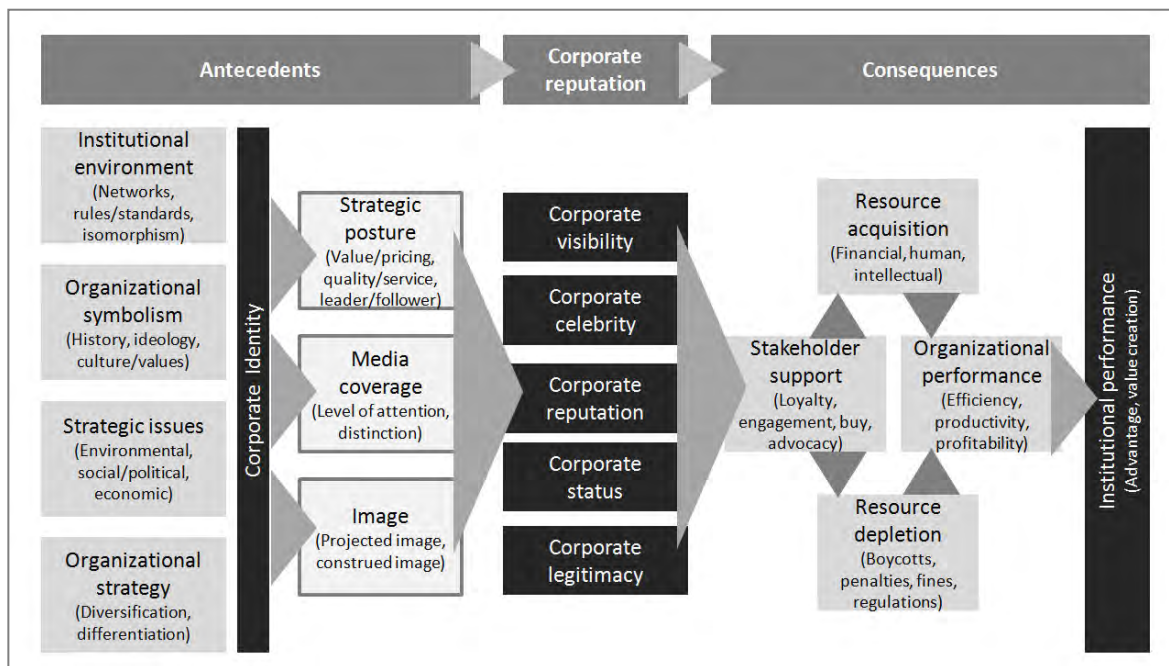 Antecedents
Corporate
reputation
Consequences
Institutional
environment
(Networks,
rules/standards,
isomorphism)
Organizational
symbolism
(History, ideology,
culture/values)
Strategic issues
(Environmental,
social/political,
economic)
Organizational
strategy
(Diversification,
differentiation)
Corporate Identity
Strategic
posture
(Value/pricing,
quality/service,
leader/follower)
Media
coverage
(Level of attention,
distinction)
Image
(Projected image,
construed image)
Corporate
visibility
Corporate
celebrity
Corporate
reputation
Corporate
status
Corporate
legitimacy
Stakeholder
support
(Loyalty,
engagement, buy,
advocacy)
Resource
acquisition
(Financial, human,
intellectual)
Resource
depletion
(Boycotts,
penalties, fines,
regulations)
Organizational
performance
(Efficiency,
productivity,
profitability)
Institutional performance
(Advantage, value creation)